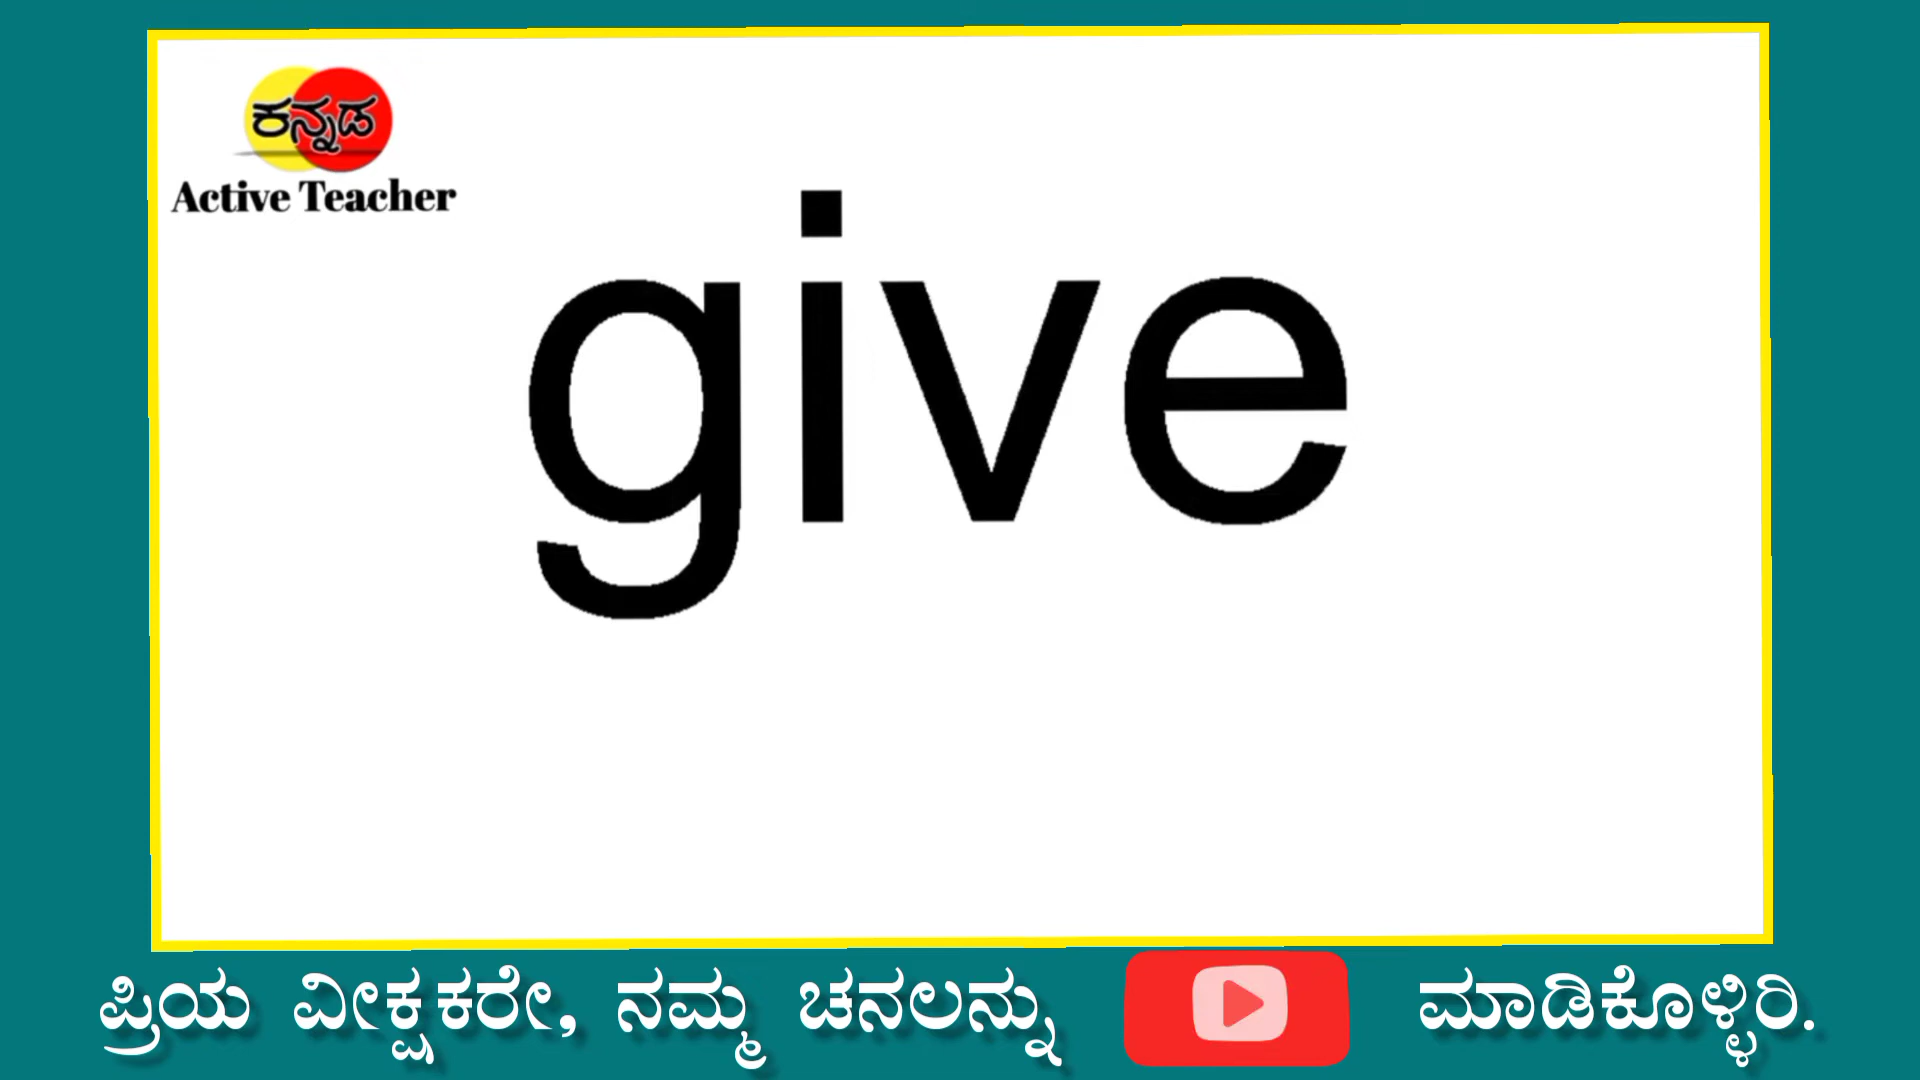 ಕನ್ನಡ
Active Teacher
give
ಪ್ರಿಯ ವೀಕ್ಷಕರೇ, ನಮ್ಮ ಚನಲನ್ನು ಮಾಡಿಕೊಳ್ಳಿರಿ.